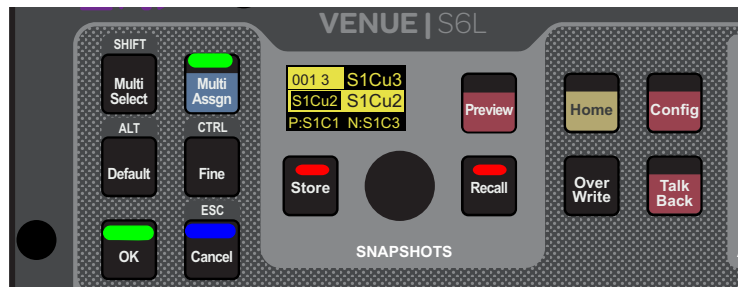 VENUE | S6L
SHIFT
Multi
Select
Multi
Assgn
ALT
CTRL
Default
Fine
ESC
OK
Cancel
001 3 S1Cu3
S1Cu2 S1Cu2
P:S1C1 N:S1C3
Preview
Store
Recall
SNAPSHOTS
Home
Config
Over
Write
Talk
Back